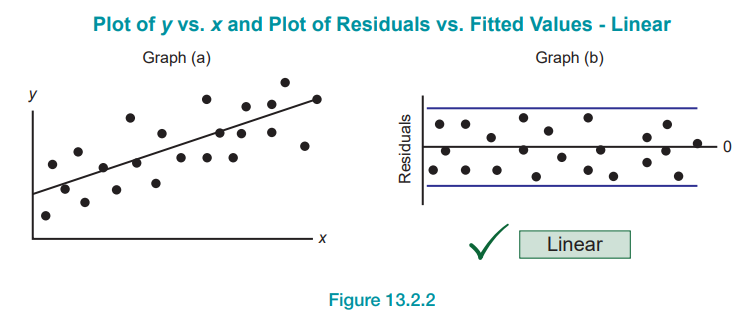 Plot of y vs. x and Plot of Residuals vs. Fitted Values - Linear
Graph (a)
Graph (b)
y
x
Residuals
0
Linear
Figure 13.2.2